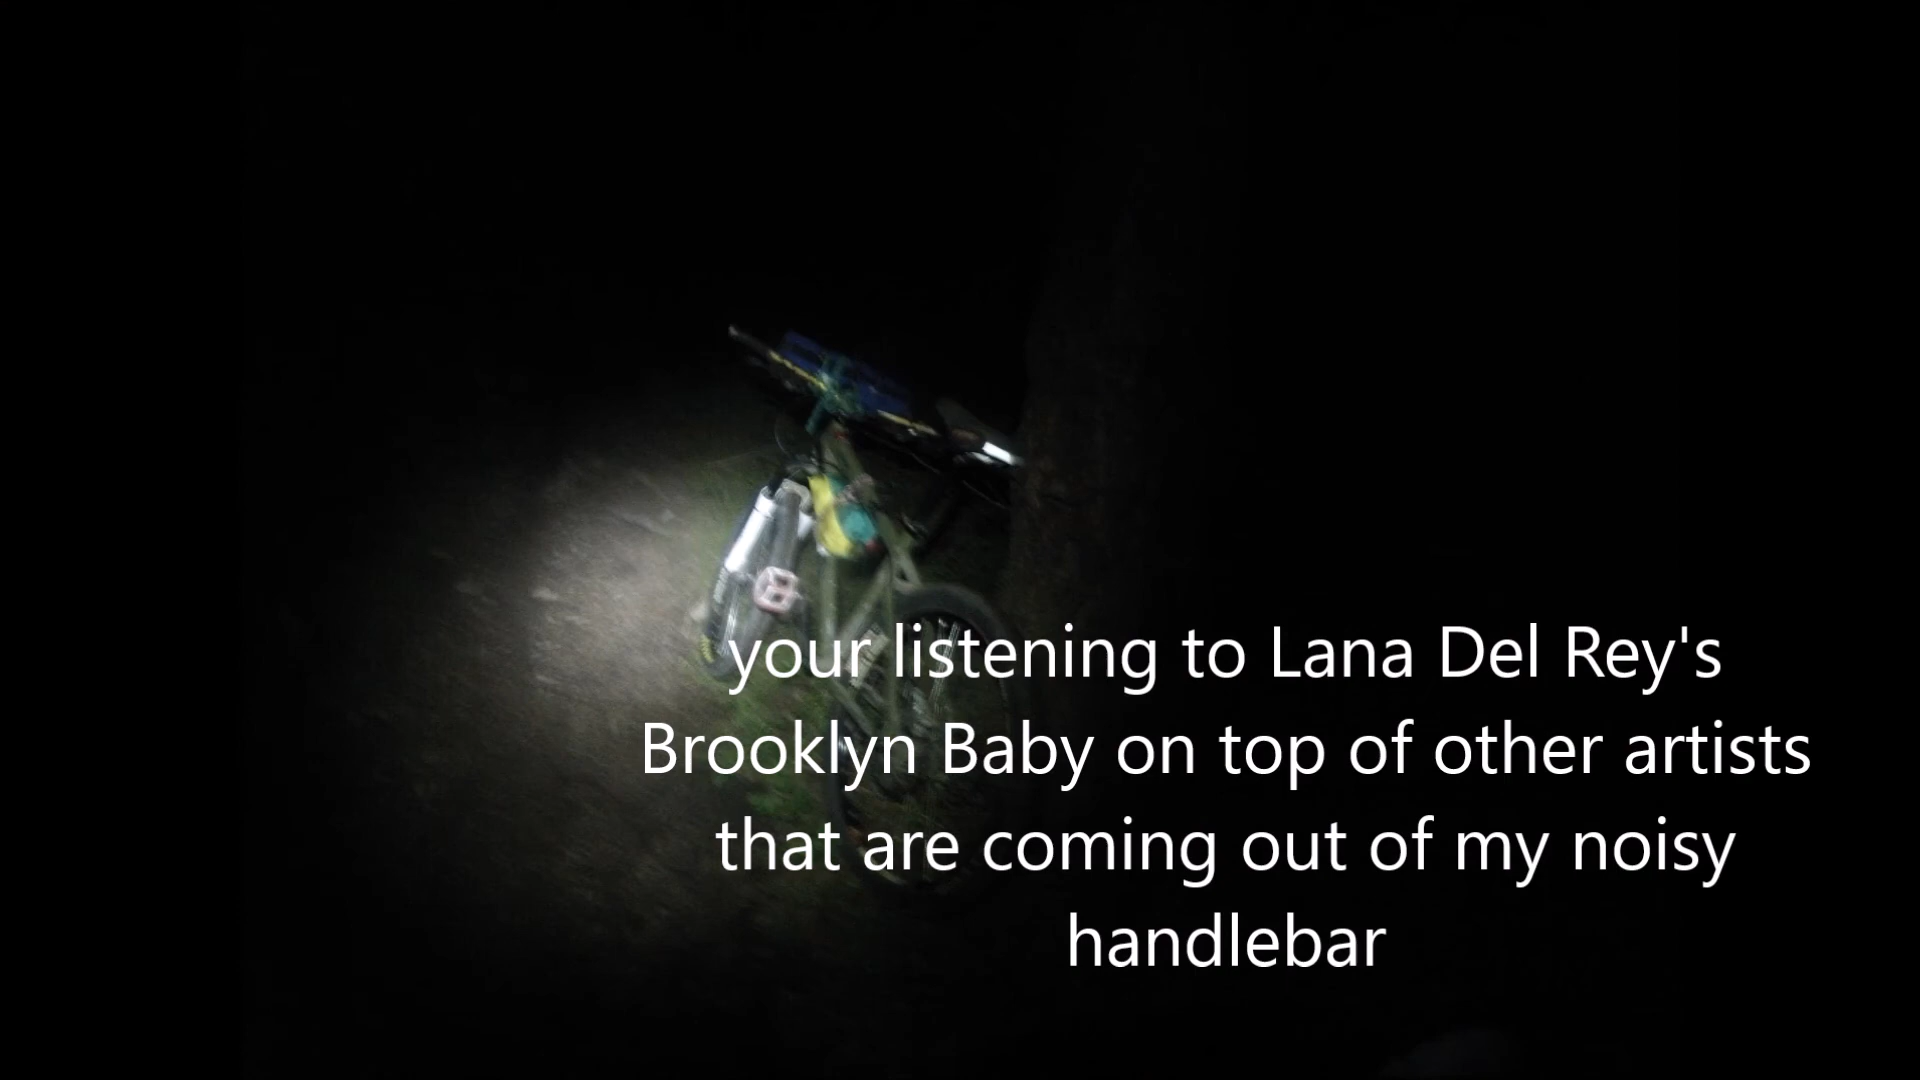 your listening to Lana Del Rey's
Brooklyn Baby on top of other artists
that are coming out of my noisy
handlebar